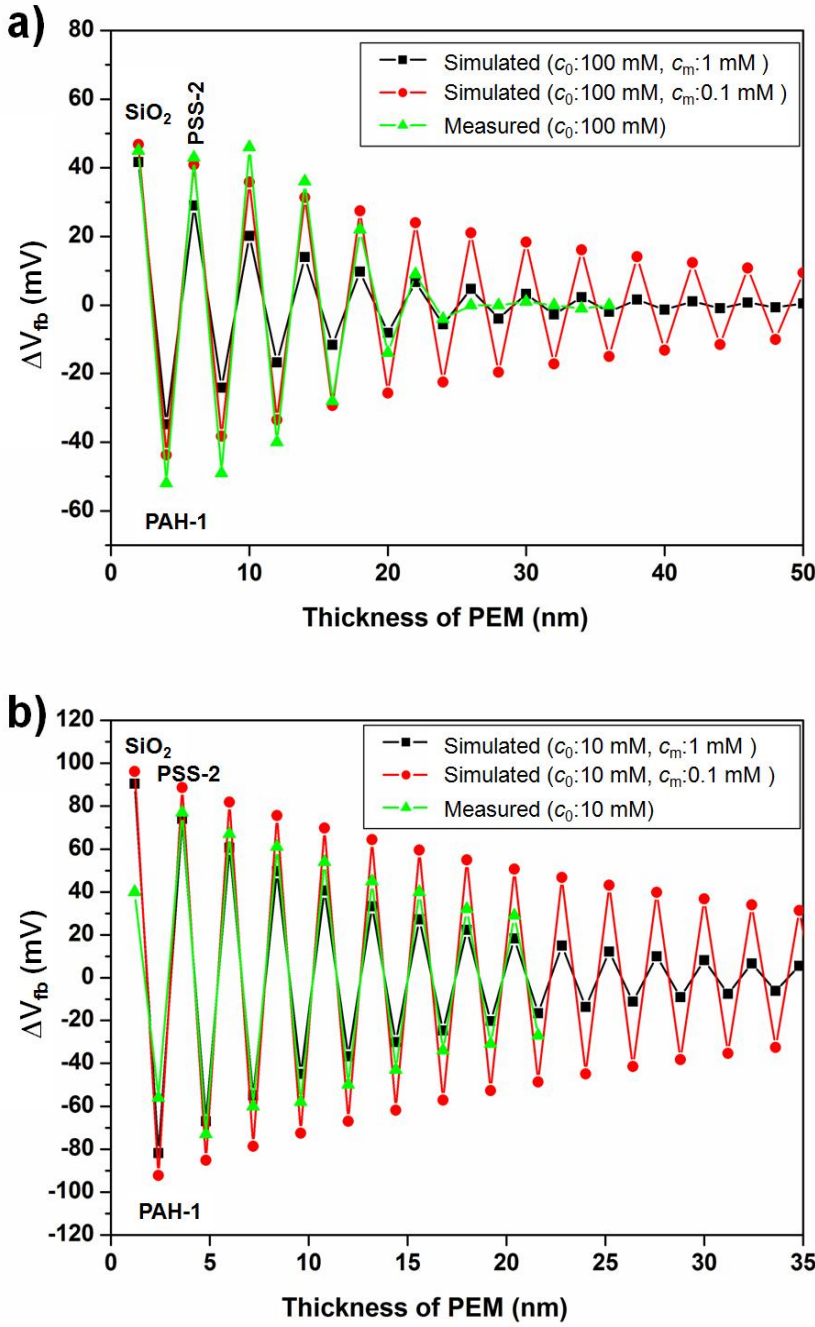 a)
80
60
40
20
0
-20
-40
-60
ΔV_fb (mV)
Simulated (c₀:100 mM, cₘ:1 mM )
Simulated (c₀:100 mM, cₘ:0.1 mM )
Measured (c₀:100 mM)
SiO₂
PSS-2
PAH-1
0 10 20 30 40 50
Thickness of PEM (nm)
b)
120
100
80
60
40
20
0
-20
-40
-60
-80
-100
-120
ΔV_fb (mV)
Simulated (c₀:10 mM, cₘ:1 mM )
Simulated (c₀:10 mM, cₘ:0.1 mM )
Measured (c₀:10 mM)
SiO₂
PSS-2
PAH-1
0 5 10 15 20 25 30 35
Thickness of PEM (nm)